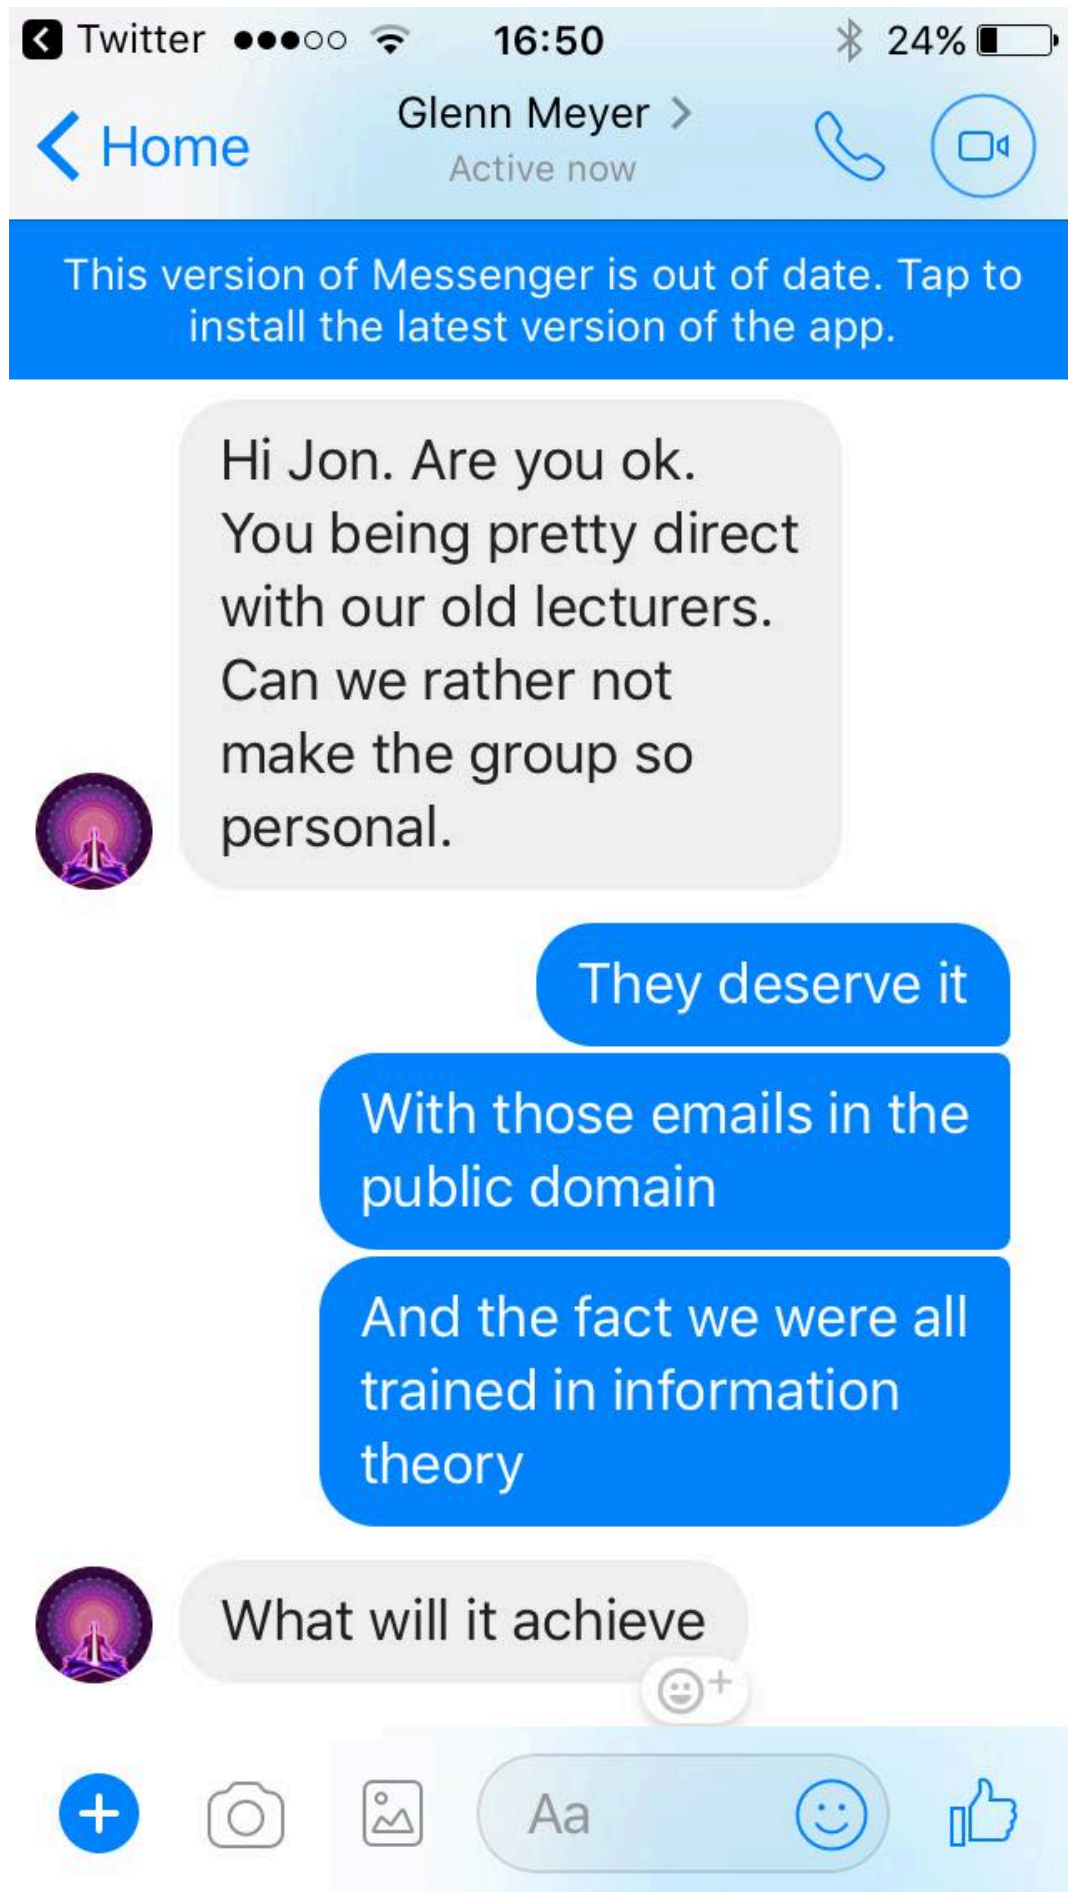 Twitter 16:50 24%
Home
Glenn Meyer
Active now
This version of Messenger is out of date. Tap to
install the latest version of the app.
Hi Jon. Are you ok.
You being pretty direct
with our old lecturers.
Can we rather not
make the group so
personal.
They deserve it
With those emails in the
public domain
And the fact we were all
trained in information
theory
What will it achieve
Aa